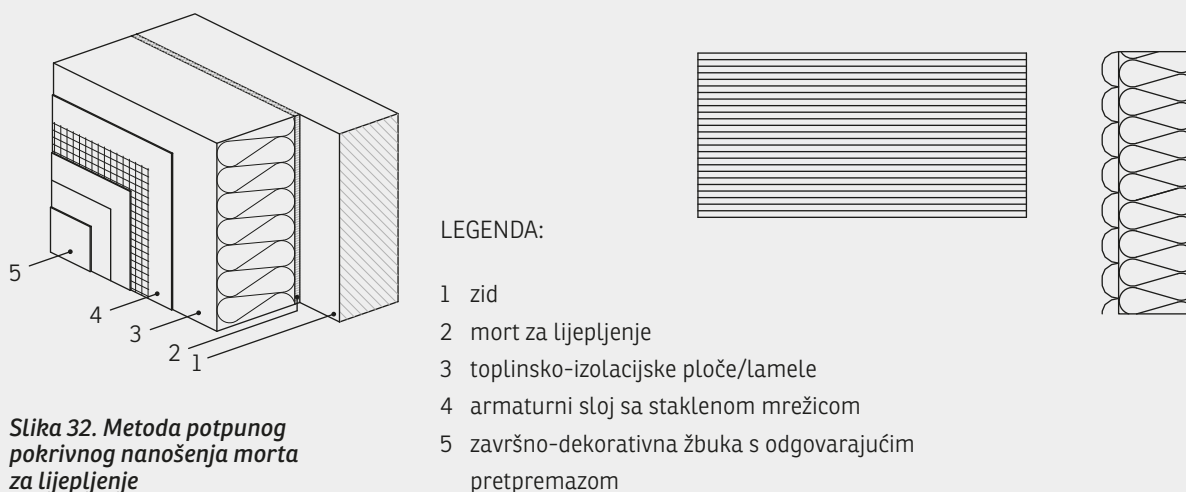 5
4
3
2
1
LEGENDA:
1 zid
2 mort za lijepljenje
3 toplinsko-izolacijske ploče/lamele
4 armaturni sloj sa staklenom mrežicom
5 završno-dekorativna žbuka s odgovarajućim
pretpremazom
Slika 32. Metoda potpunog
pokrivnog nanošenja morta
za lijepljenje